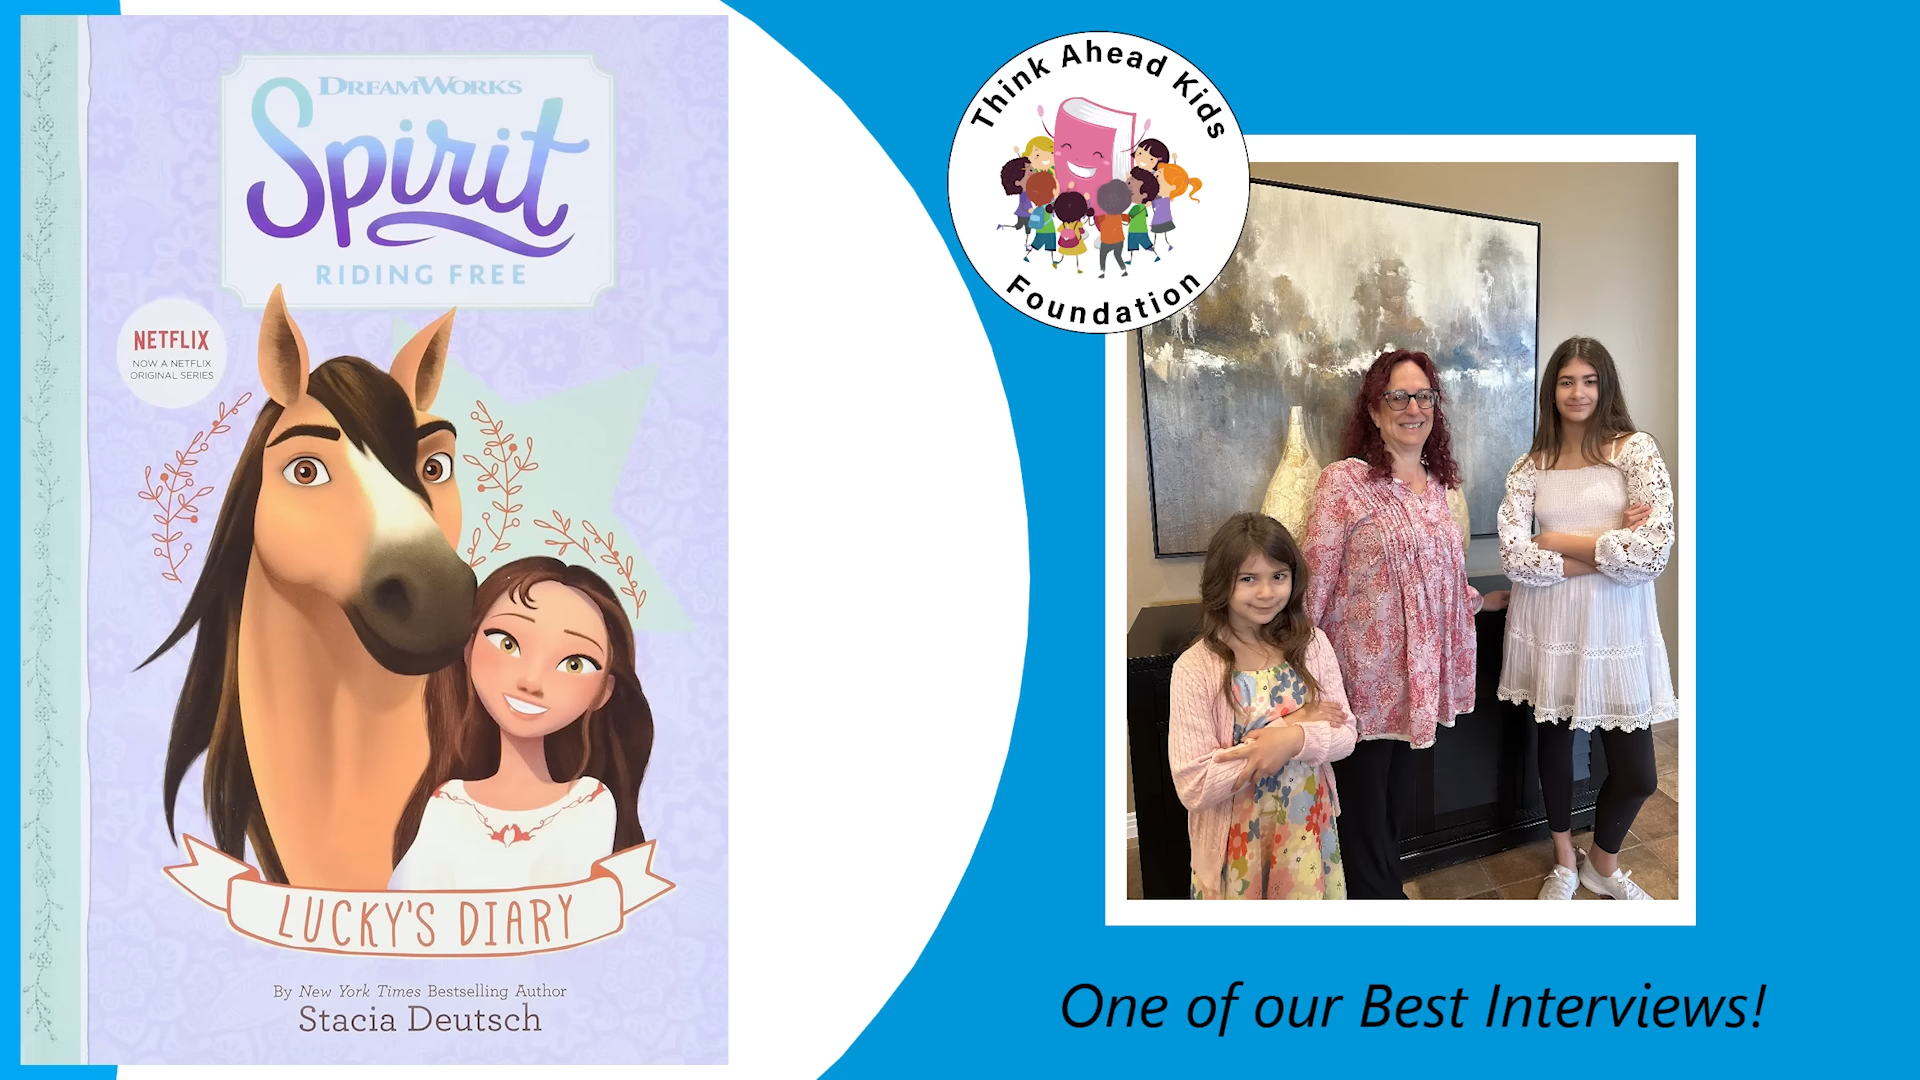 DREAMWORKS
Spirit
RIDING FREE
NETFLIX
NOW A NETFLIX
ORIGINAL SERIES
LUCKY'S DIARY
By New York Times Bestselling Author
Stacia Deutsch
Think Ahead Kids
Foundation
One of our Best Interviews!